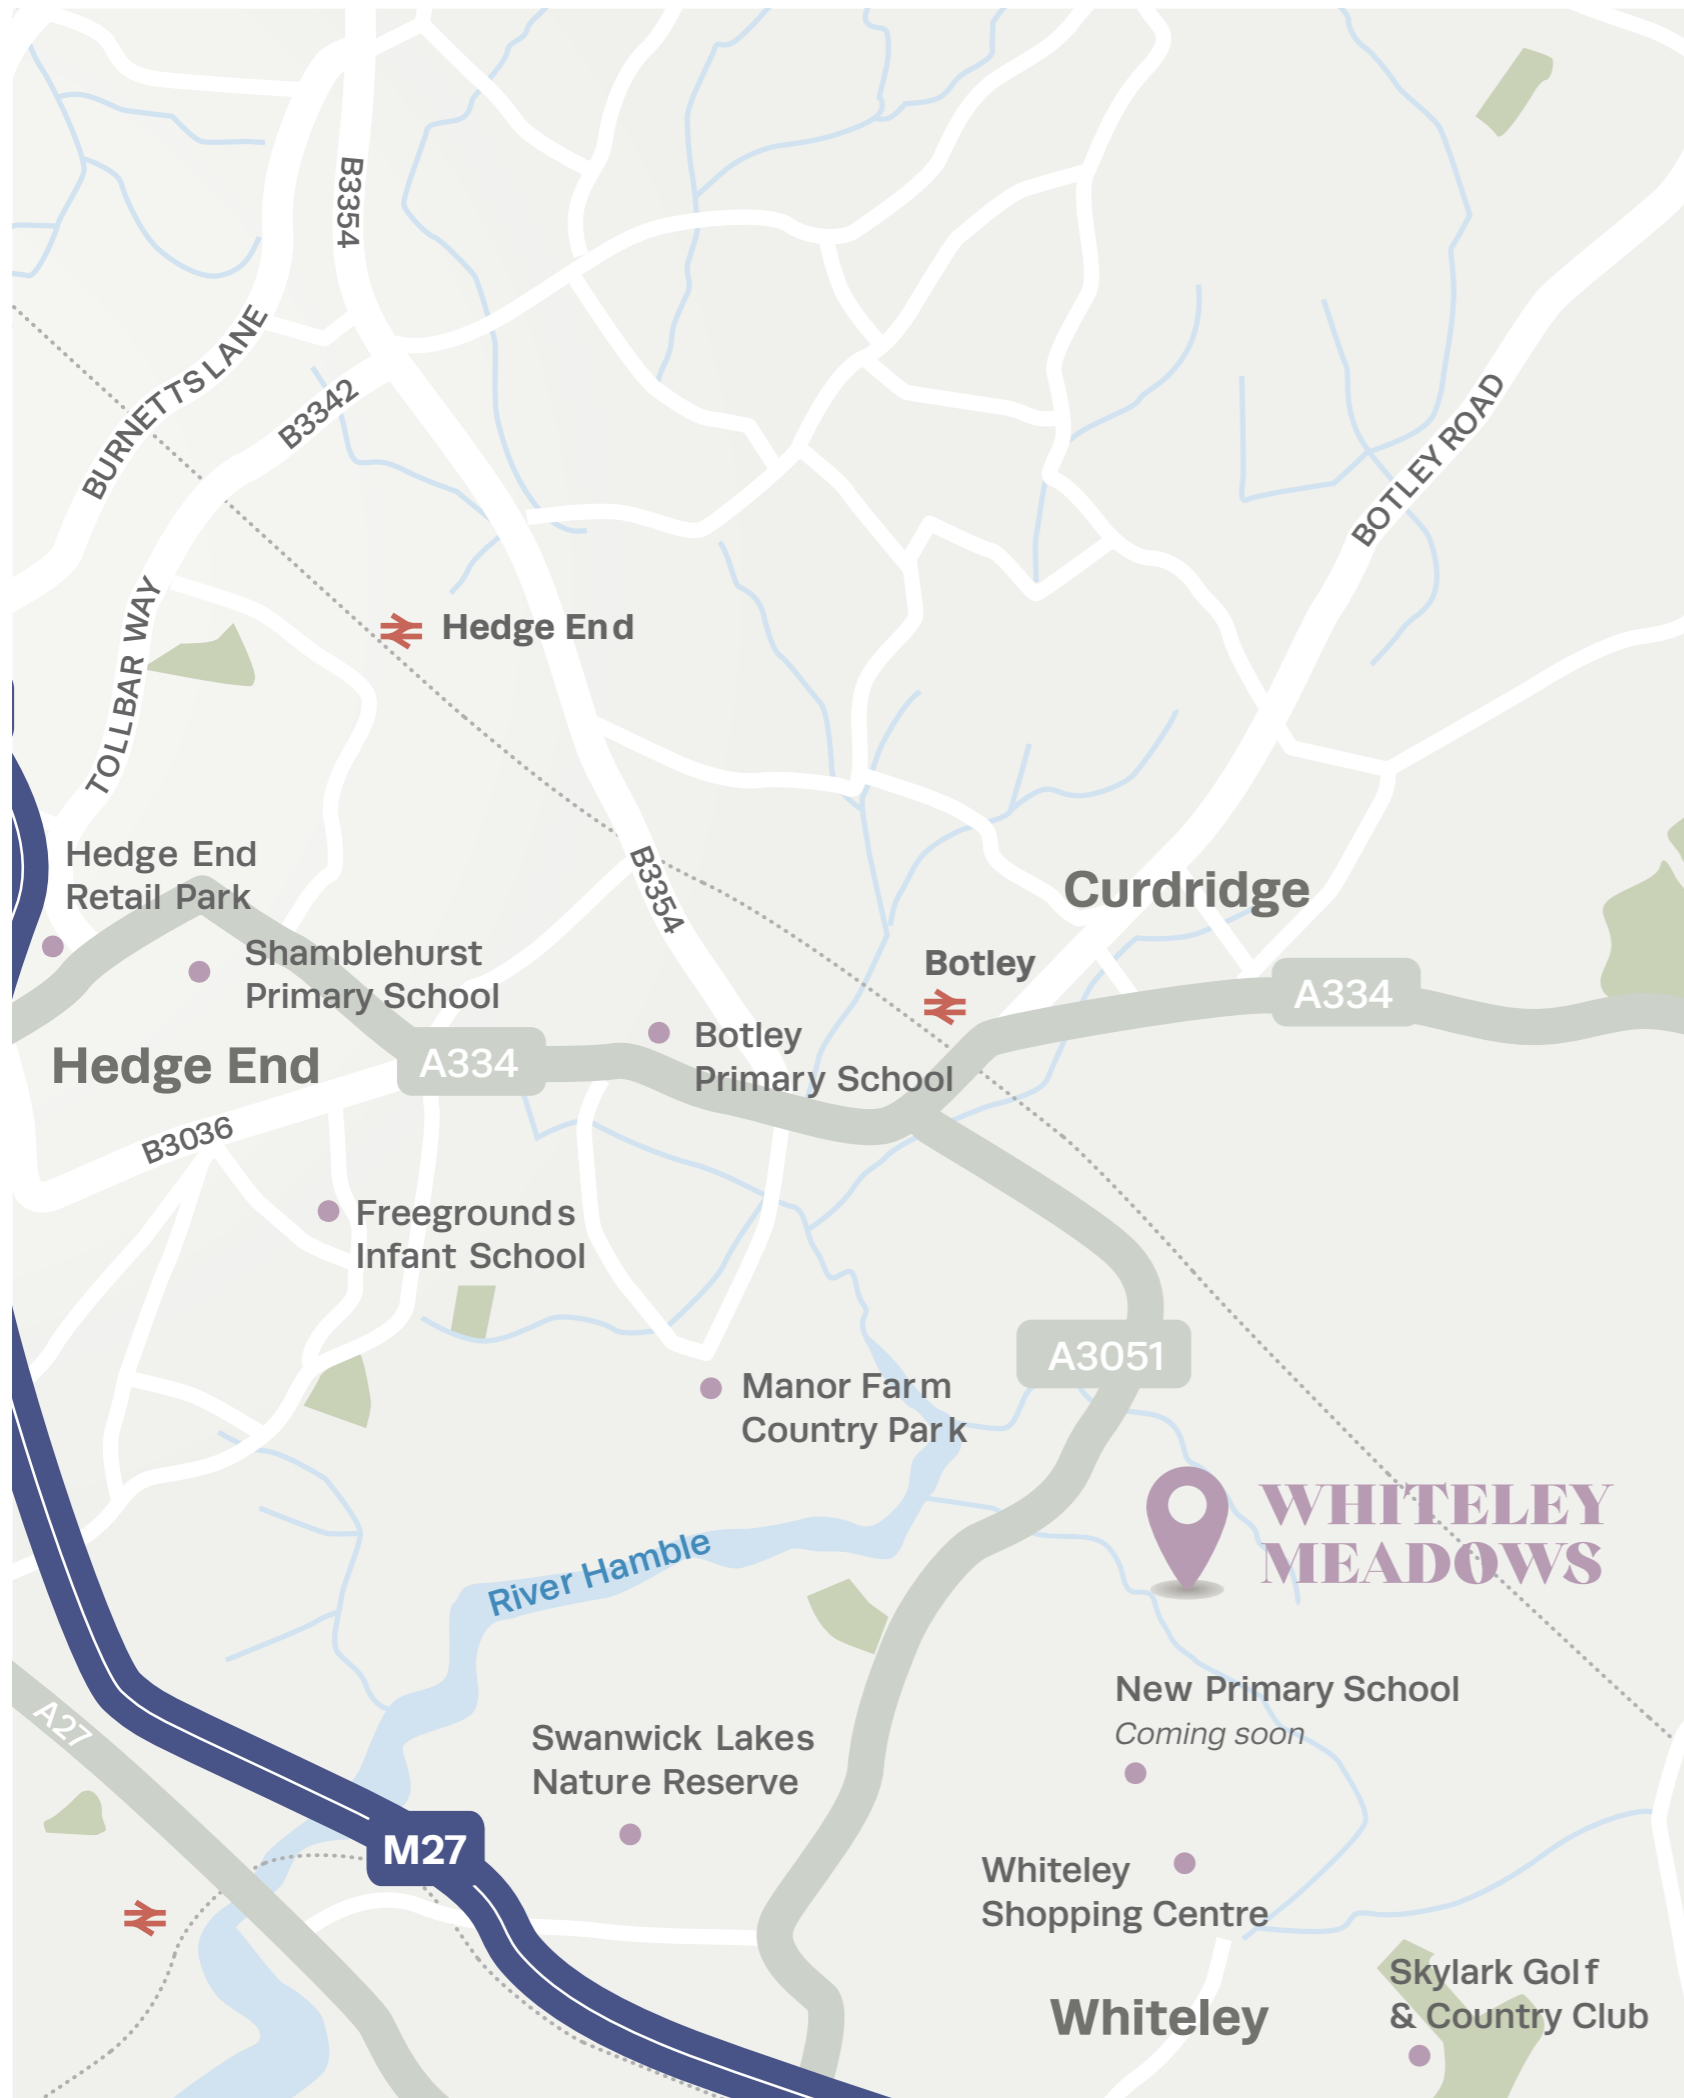 B3354
BURNETTS LANE
B3342
BOTLEY ROAD
TOLLBAR WAY
Hedge End
Hedge End
Retail Park
B3354
Curdridge
Shamblehurst
Primary School
Botley
A334
Botley
Primary School
Hedge End
A334
B3036
Freegrounds
Infant School
A3051
Manor Farm
Country Park
WHITELEY
MEADOWS
River Hamble
New Primary School
Coming soon
A27
Swanwick Lakes
Nature Reserve
M27
Whiteley
Shopping Centre
Skylark Golf
& Country Club
Whiteley